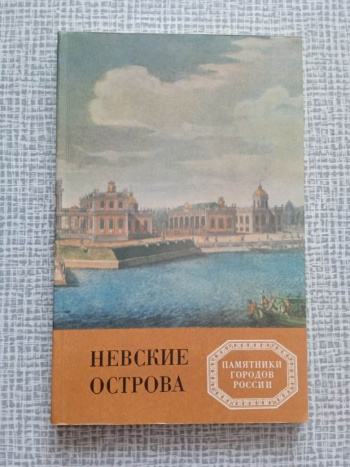 НЕВСКИЕ
ОСТРОВА
ПАМЯТНИКИ
ГОРОДОВ
РОССИИ